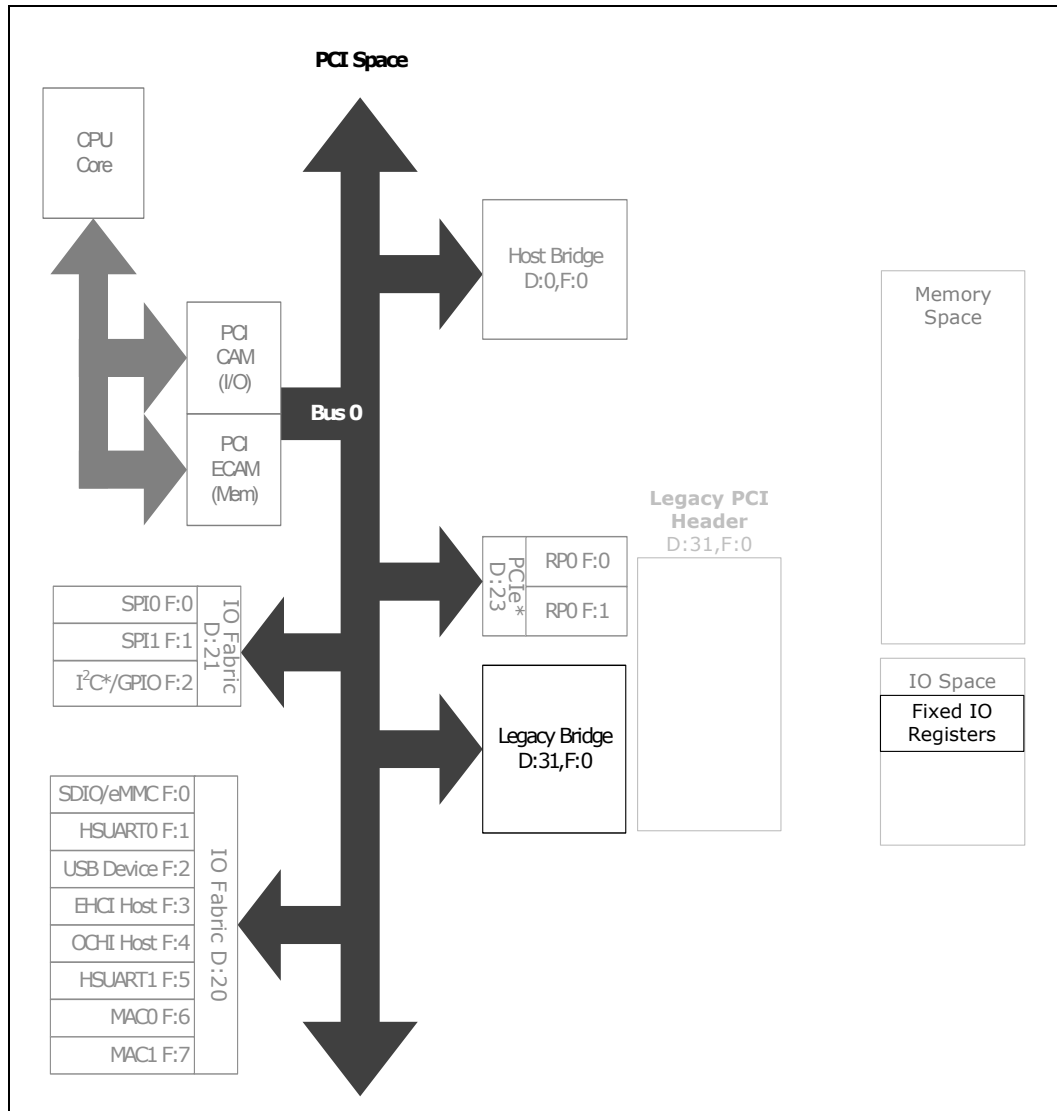 PCI Space
CPU
Core
PCI
CAM
(I/O)
PCI
ECAM
(Mem)
Bus 0
Host Bridge
D:0,F:0
Memory
Space
Legacy PCI
Header
D:31,F:0
PCIe*
D:23
RP0 F:0
RP0 F:1
SPI0 F:0
SPI1 F:1
I²C*/GPIO F:2
IO Fabric
D:21
Legacy Bridge
D:31,F:0
IO Space
Fixed IO
Registers
SDIO/eMMC F:0
HSUART0 F:1
USB Device F:2
EHCI Host F:3
OCHI Host F:4
HSUART1 F:5
MAC0 F:6
MAC1 F:7
IO Fabric D:20